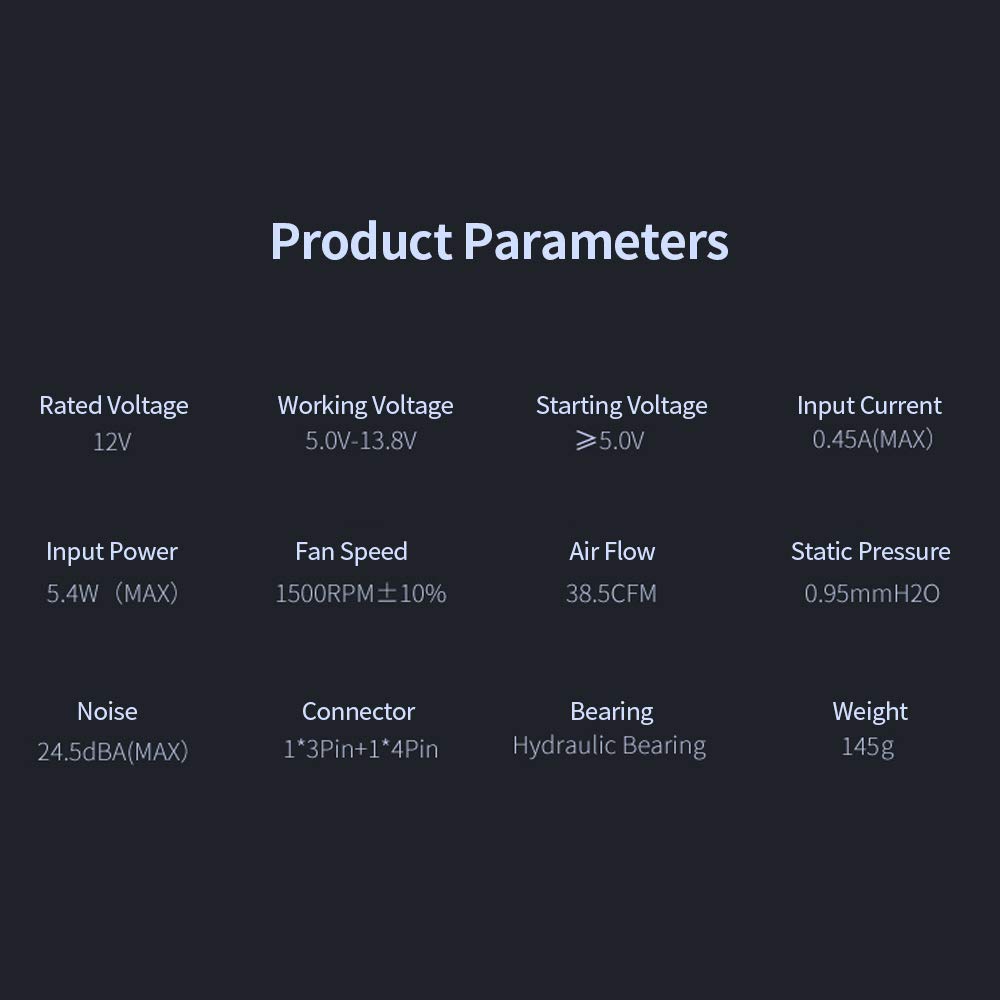 Product Parameters
Rated Voltage
12V
Working Voltage
5.0V-13.8V
Starting Voltage
⩾5.0V
Input Current
0.45A(MAX）
Input Power
5.4W（MAX）
Fan Speed
1500RPM±10%
Air Flow
38.5CFM
Static Pressure
0.95mmH2O
Noise
24.5dBA(MAX）
Connector
1*3Pin+1*4Pin
Bearing
Hydraulic Bearing
Weight
145g